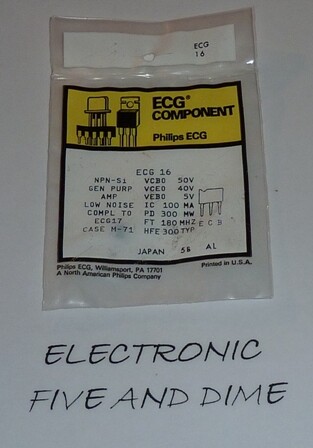 ECG
16
ECG®
COMPONENT
Philips ECG
ECG 16
NPN-Si VCBO 50V
GEN PURP VCEO 40V
AMP VEBO 5V
LOW NOISE IC 100 MA
COMPL TO PD 300 MW
ECG17 FT 180 MHZ E C B
CASE M-71 HFE 300 TYP
JAPAN 5B AL
Philips ECG, Williamsport, PA 17701
A North American Philips Company
Printed in U.S.A.
ELECTRONIC
FIVE AND DIME